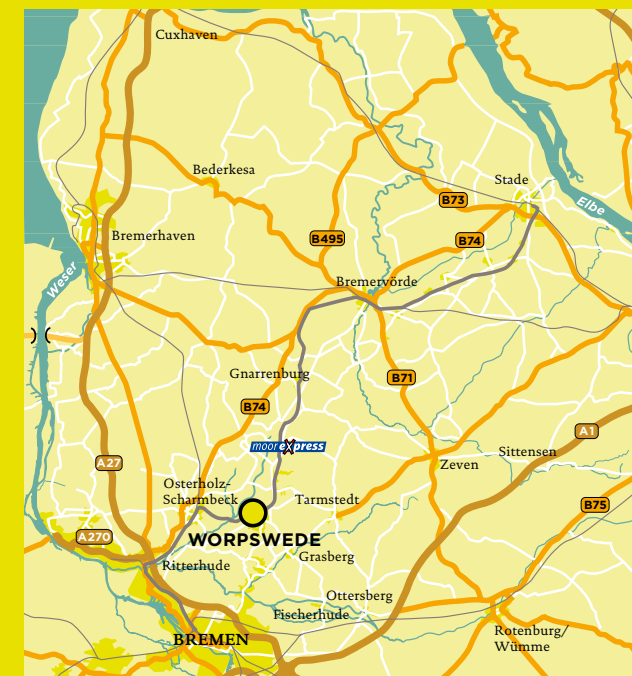 Cuxhaven
Bederkesa
Stade
B73
Elbe
Bremerhaven
B495
B74
Weser
Bremervörde
Gnarrenburg
B71
B74
A1
moorexpress
Sittensen
A27
Zeven
Osterholz-
Scharmbeck
Tarmstedt
B75
A270
WORPSWEDE
Grasberg
Ritterhude
Ottersberg
Fischerhude
BREMEN
Rotenburg/
Wümme